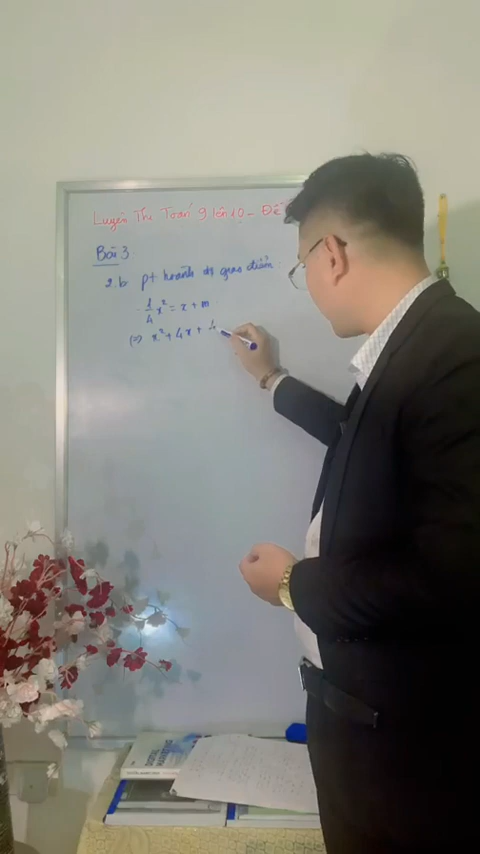 Luyện Thi Toán 9 lên 10 - Đề
Bài 3
2.b pt hoành độ giao điểm
-1/4 x² = x + m
(=) x² + 4x +